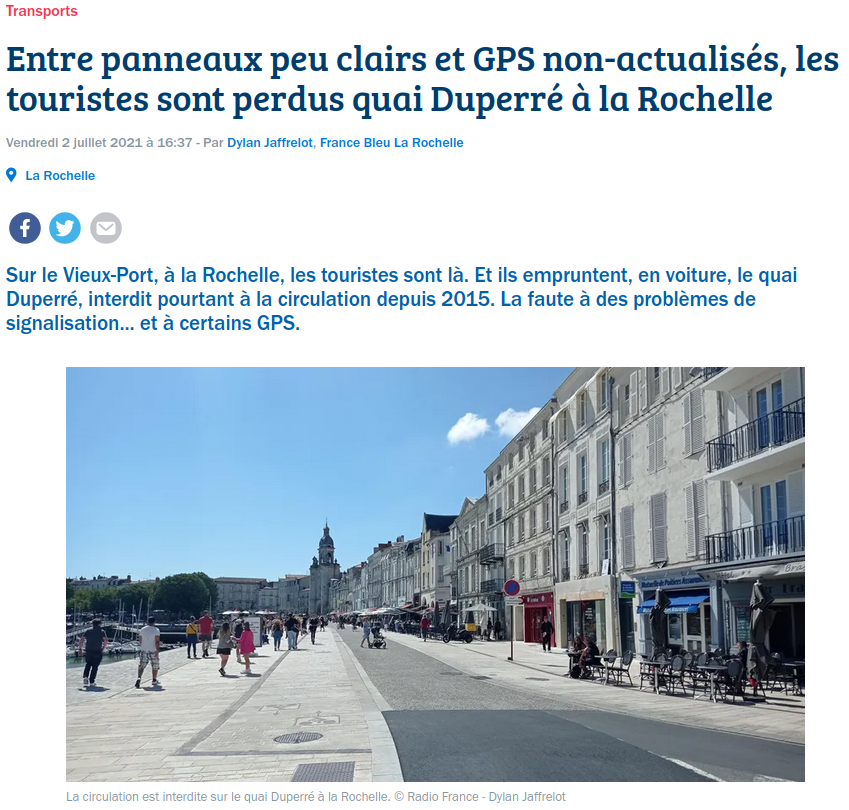 Transports
Entre panneaux peu clairs et GPS non-actualisés, les
touristes sont perdus quai Duperré à la Rochelle
Vendredi 2 juillet 2021 à 16:37 - Par Dylan Jaffrelot, France Bleu La Rochelle
La Rochelle
Sur le Vieux-Port, à la Rochelle, les touristes sont là. Et ils empruntent, en voiture, le quai
Duperré, interdit pourtant à la circulation depuis 2015. La faute à des problèmes de
signalisation... et à certains GPS.
La circulation est interdite sur le quai Duperré à la Rochelle. © Radio France - Dylan Jaffrelot